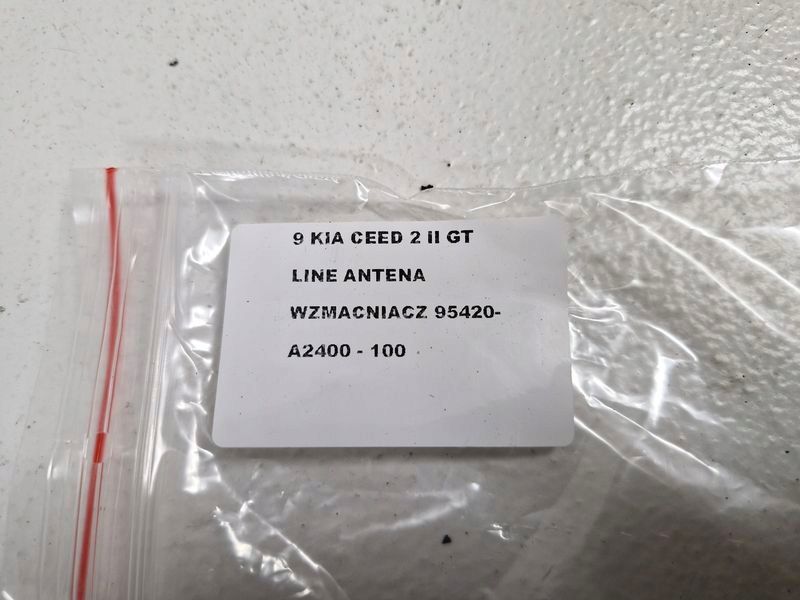 9 KIA CEED 2 II GT
LINE ANTENA
WZMACNIACZ 95420-
A2400 - 100